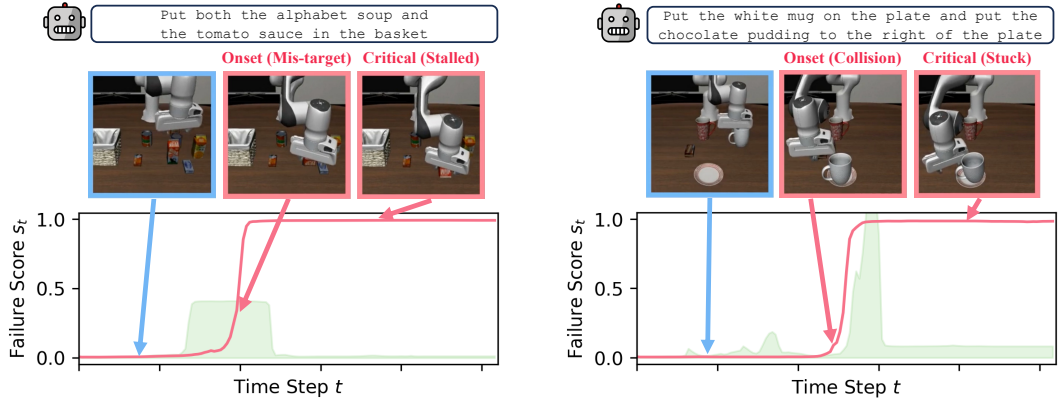 Put both the alphabet soup and
the tomato sauce in the basket
Onset (Mis-target) Critical (Stalled)
1.0
0.5
0.0
Failure Score st
Time Step t
Put the white mug on the plate and put the
chocolate pudding to the right of the plate
Onset (Collision) Critical (Stuck)
1.0
0.5
0.0
Failure Score st
Time Step t